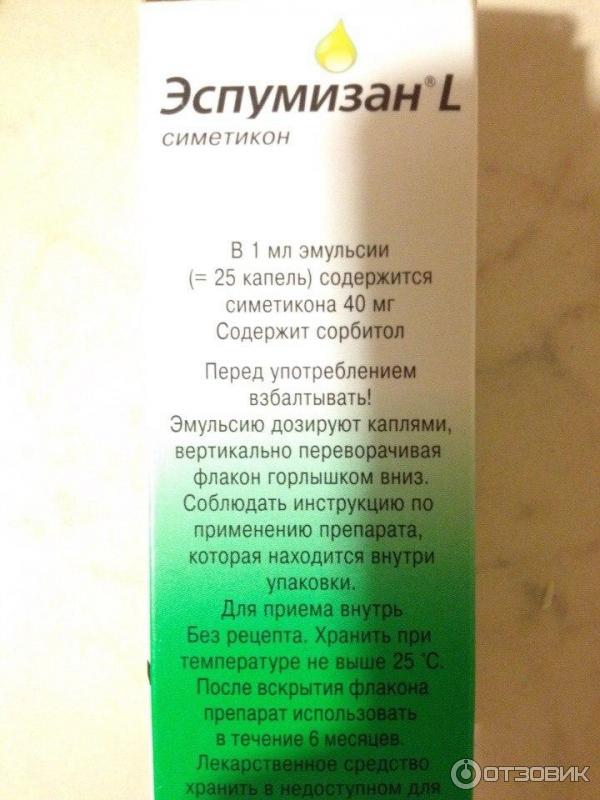 Эспумизан® L
симетикон
В 1 мл эмульсии
(= 25 капель) содержится
симетикона 40 мг
Содержит сорбитол
Перед употреблением
взбалтывать!
Эмульсию дозируют каплями,
вертикально переворачивая
флакон горлышком вниз.
Соблюдать инструкцию по
применению препарата,
которая находится внутри
упаковки.
Для приема внутрь
Без рецепта. Хранить при
температуре не выше 25 °С.
После вскрытия флакона
препарат использовать
в течение 6 месяцев.
Лекарственное средство
хранить в недоступном для
ОТЗОВИК